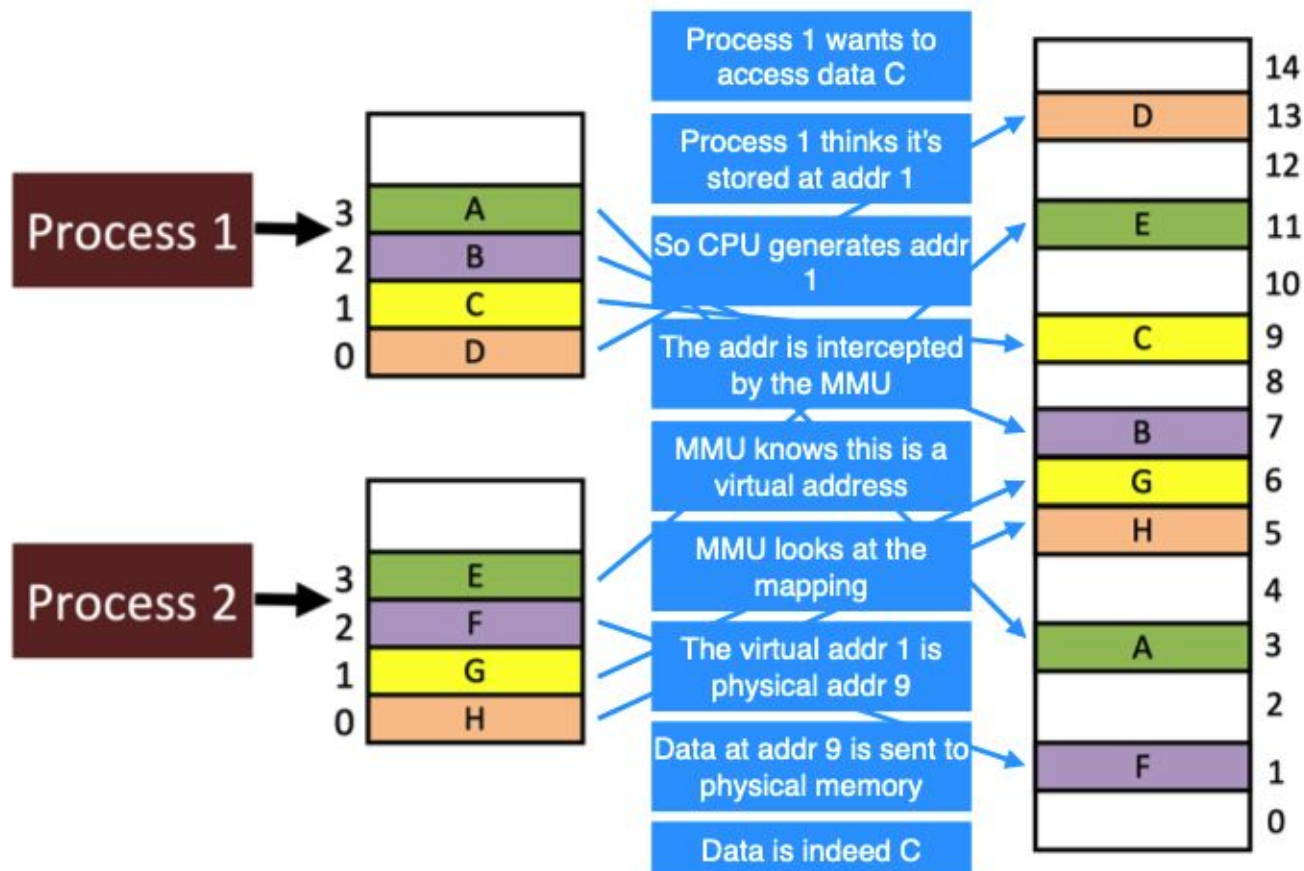 Process 1
3
2
1
0
A
B
C
D
Process 2
3
2
1
0
E
F
G
H
Process 1 wants to
access data C
Process 1 thinks it's
stored at addr 1
So CPU generates addr
1
The addr is intercepted
by the MMU
MMU knows this is a
virtual address
MMU looks at the
mapping
The virtual addr 1 is
physical addr 9
Data at addr 9 is sent to
physical memory
Data is indeed C
14
D 13
12
E 11
10
C 9
8
B 7
G 6
H 5
4
A 3
2
F 1
0